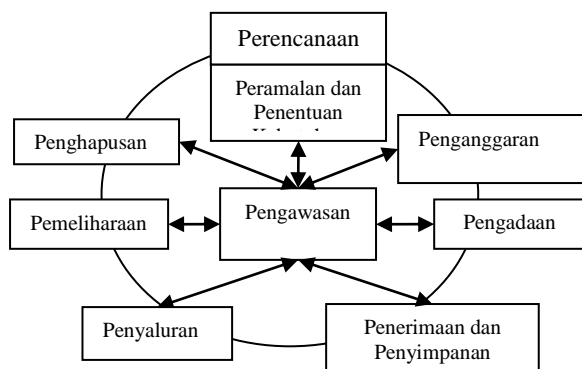 Perencanaan
Peramalan dan
Penentuan
Penghapusan
Penganggaran
Pemeliharaan
Pengawasan
Pengadaan
Penyaluran
Penerimaan dan
Penyimpanan